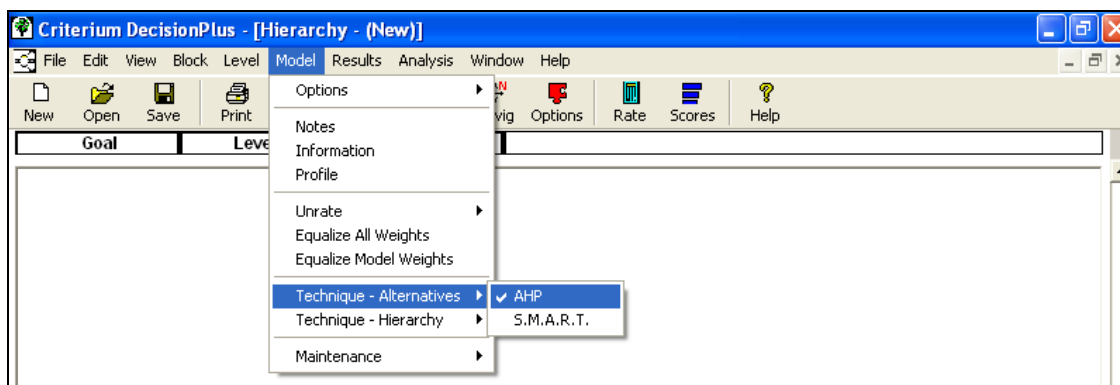 Criterium DecisionPlus - [Hierarchy - (New)]
File Edit View Block Level Model Results Analysis Window Help
New Open Save Print vig Options Rate Scores Help
Goal Leve
Options
Notes
Information
Profile
Unrate
Equalize All Weights
Equalize Model Weights
Technique - Alternatives
AHP
Technique - Hierarchy
S.M.A.R.T.
Maintenance